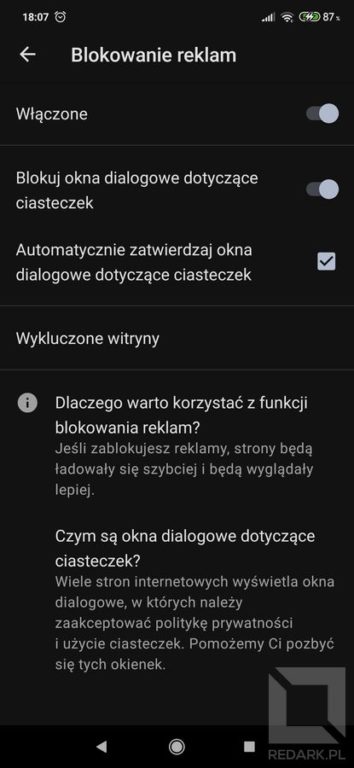 18:07 87%
Blokowanie reklam
Włączone
Blokuj okna dialogowe dotyczące
ciasteczek
Automatycznie zatwierdzaj okna
dialogowe dotyczące ciasteczek
Wykluczone witryny
Dlaczego warto korzystać z funkcji
blokowania reklam?
Jeśli zablokujesz reklamy, strony będą
ładowały się szybciej i będą wyglądały
lepiej.
Czym są okna dialogowe dotyczące
ciasteczek?
Wiele stron internetowych wyświetla okna
dialogowe, w których należy
zaakceptować politykę prywatności
i użycie ciasteczek. Pomożemy Ci pozbyć
się tych okienek.
REDARK.PL